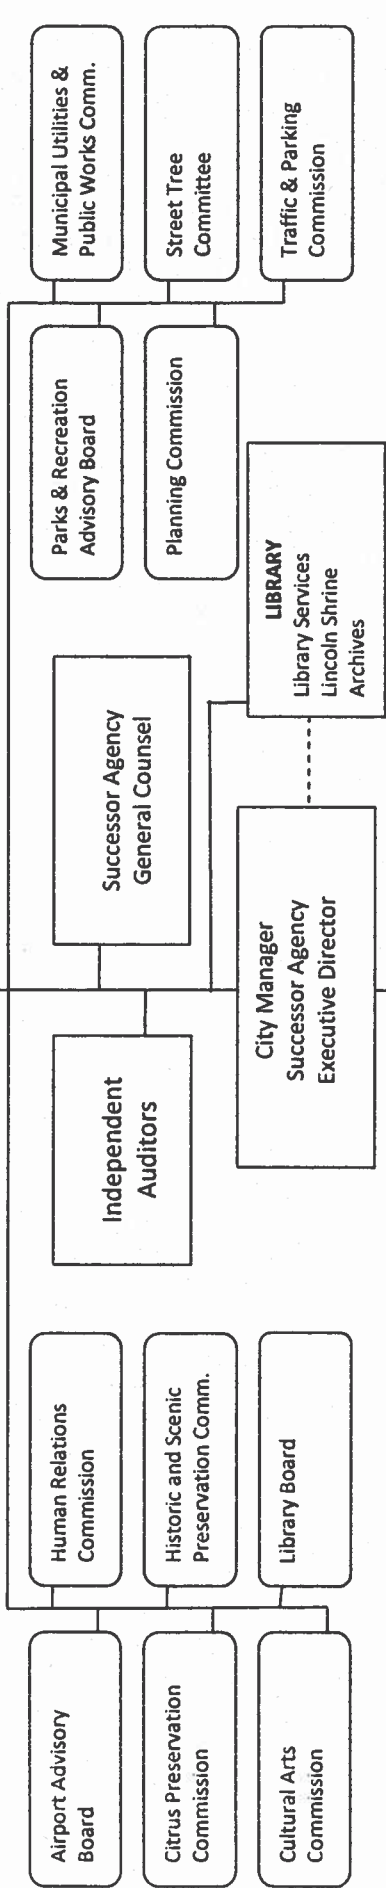 Airport Advisory
Board
Human Relations
Commission
Citrus Preservation
Commission
Historic and Scenic
Preservation Comm.
Cultural Arts
Commission
Library Board
Independent
Auditors
Successor Agency
General Counsel
City Manager
Successor Agency
Executive Director
LIBRARY
Library Services
Lincoln Shrine
Archives
Parks & Recreation
Advisory Board
Municipal Utilities &
Public Works Comm.
Planning Commission
Street Tree
Committee
Traffic & Parking
Commission